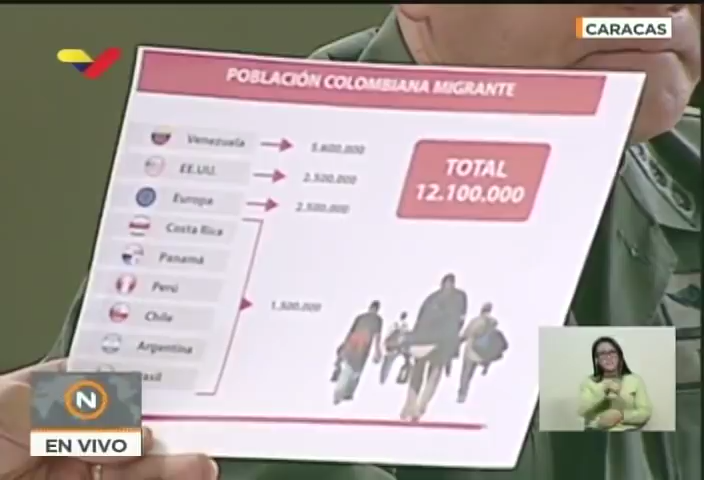 CARACAS
POBLACIÓN COLOMBIANA MIGRANTE
Venezuela 5.600.000
EE.UU. 2.500.000
Europa 2.500.000
TOTAL
12.100.000
Costa Rica
Panamá
Perú
1.500.000
Chile
Argentina
asil
N
EN VIVO